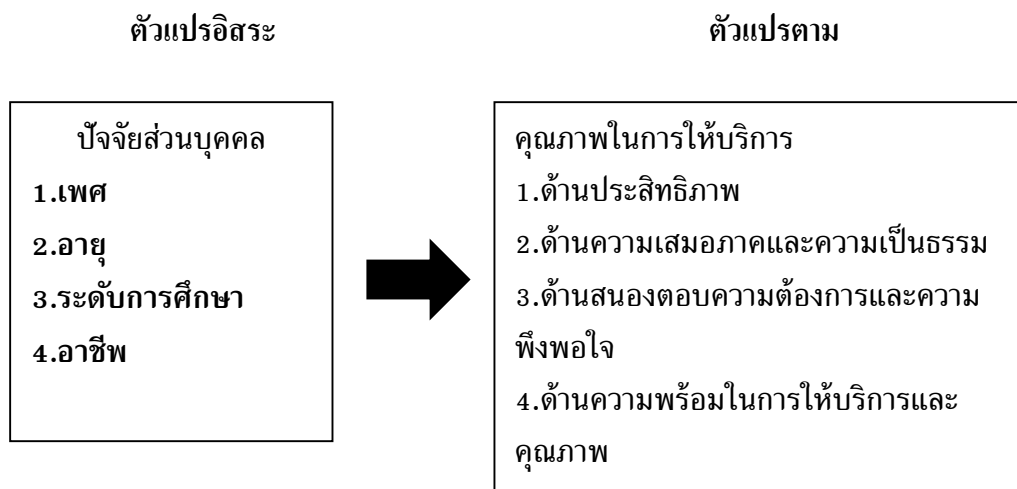 ตัวแปรอิสระ
ตัวแปรตาม
ปัจจัยส่วนบุคคล
1.เพศ
2.อายุ
3.ระดับการศึกษา
4.อาชีพ
คุณภาพในการให้บริการ
1.ด้านประสิทธิภาพ
2.ด้านความเสมอภาคและความเป็นธรรม
3.ด้านสนองตอบความต้องการและความ
พึงพอใจ
4.ด้านความพร้อมในการให้บริการและ
คุณภาพ